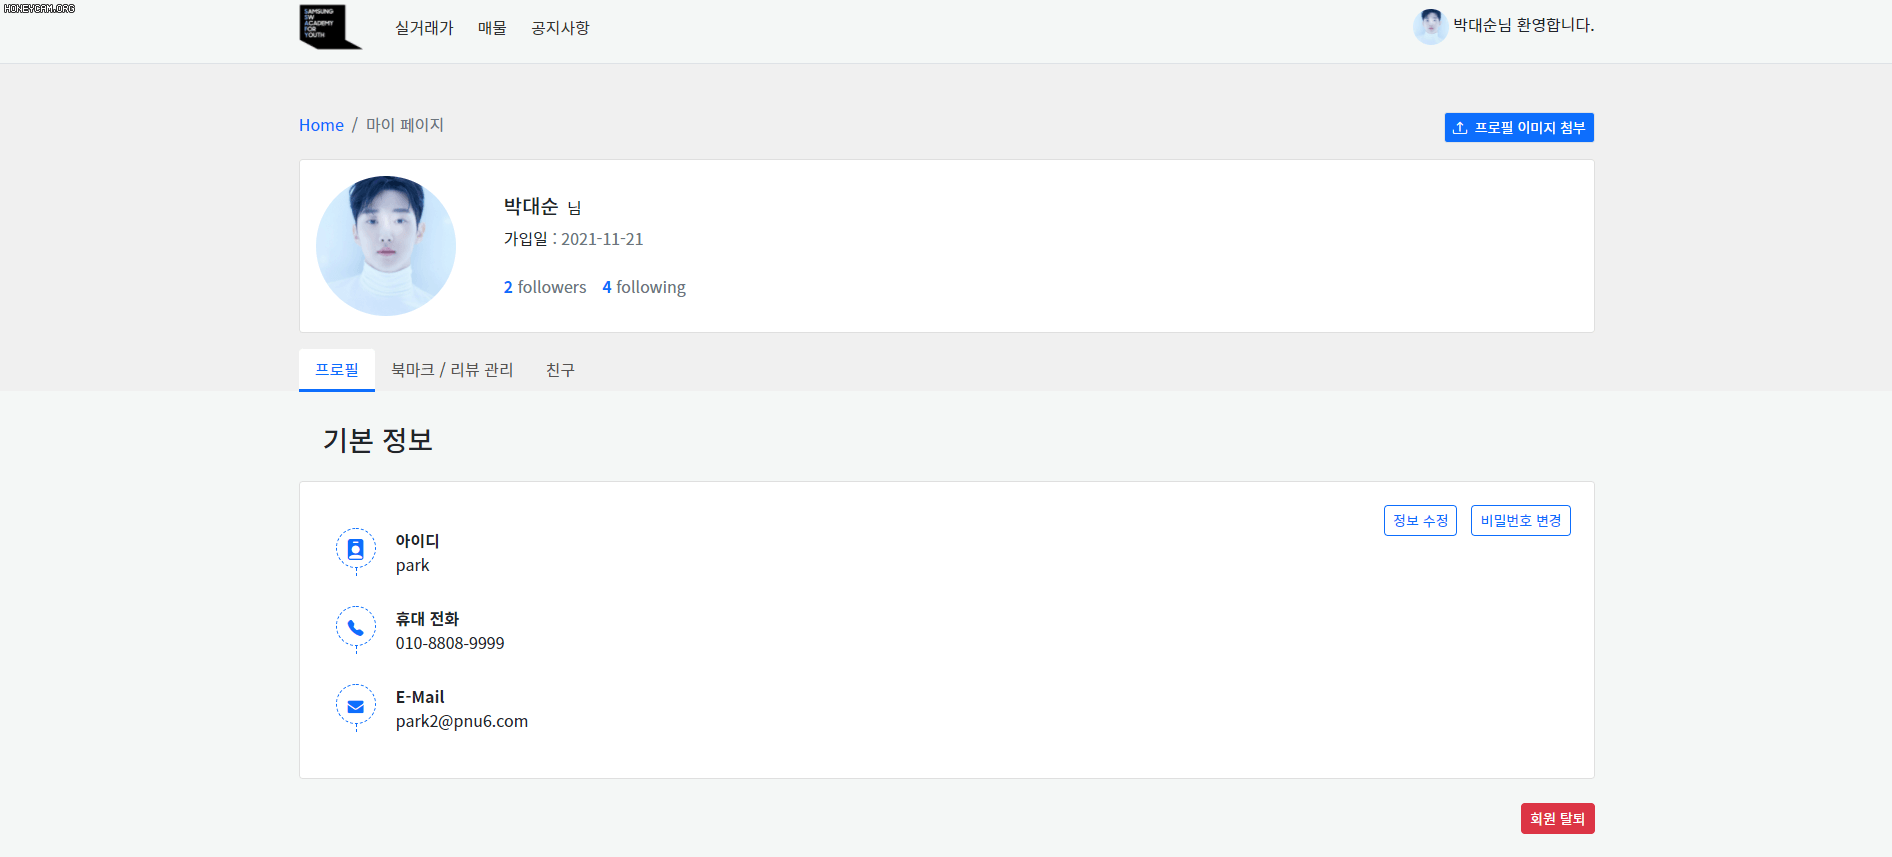 HONEYCAM.ORG
SAMSUNG
SW
ACADEMY
FOR
YOUTH
실거래가 매물 공지사항
박대순님 환영합니다.
Home / 마이 페이지
프로필 이미지 첨부
박대순 님
가입일 : 2021-11-21
2 followers 4 following
프로필 북마크 / 리뷰 관리 친구
기본 정보
정보 수정 비밀번호 변경
아이디
park
휴대 전화
010-8808-9999
E-Mail
park2@pnu6.com
회원 탈퇴